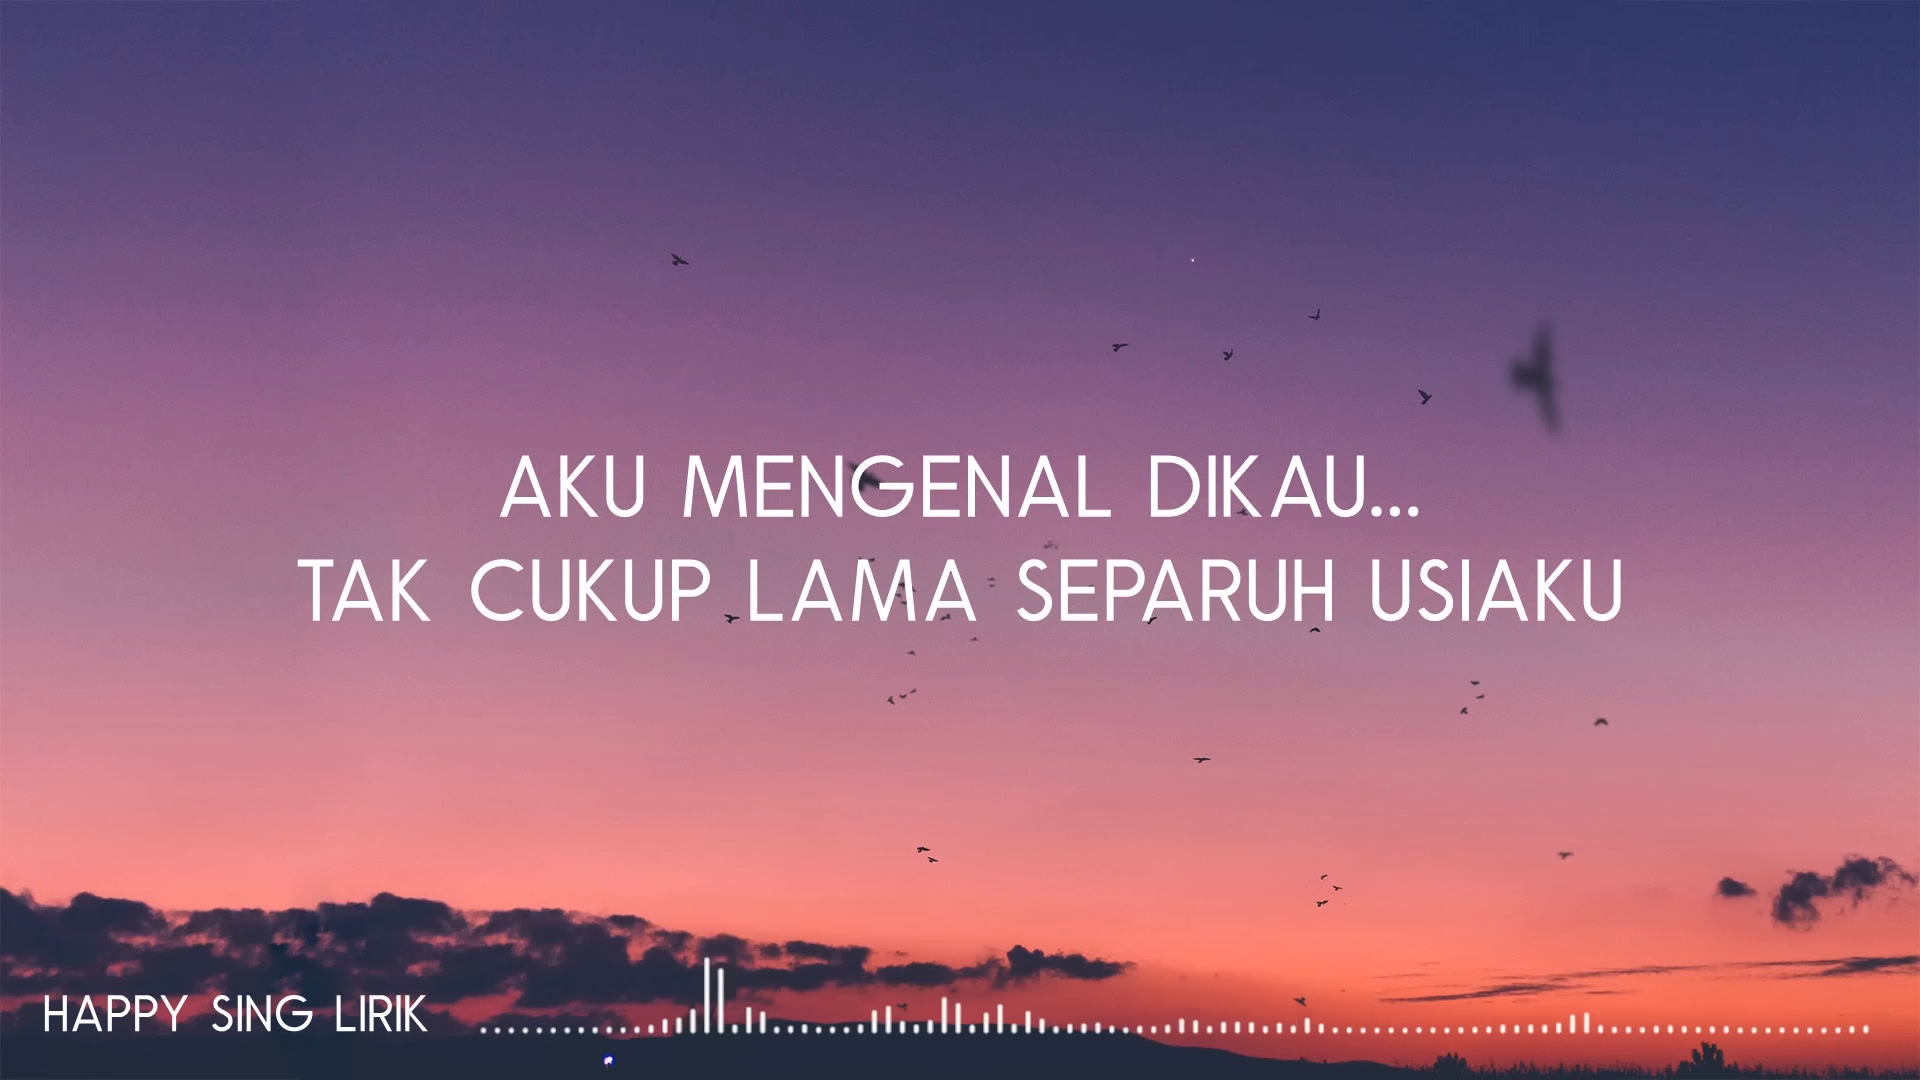 AKU MENGENAL DIKAU...
TAK CUKUP LAMA SEPARUH USIAKU
HAPPY SING LIRIK